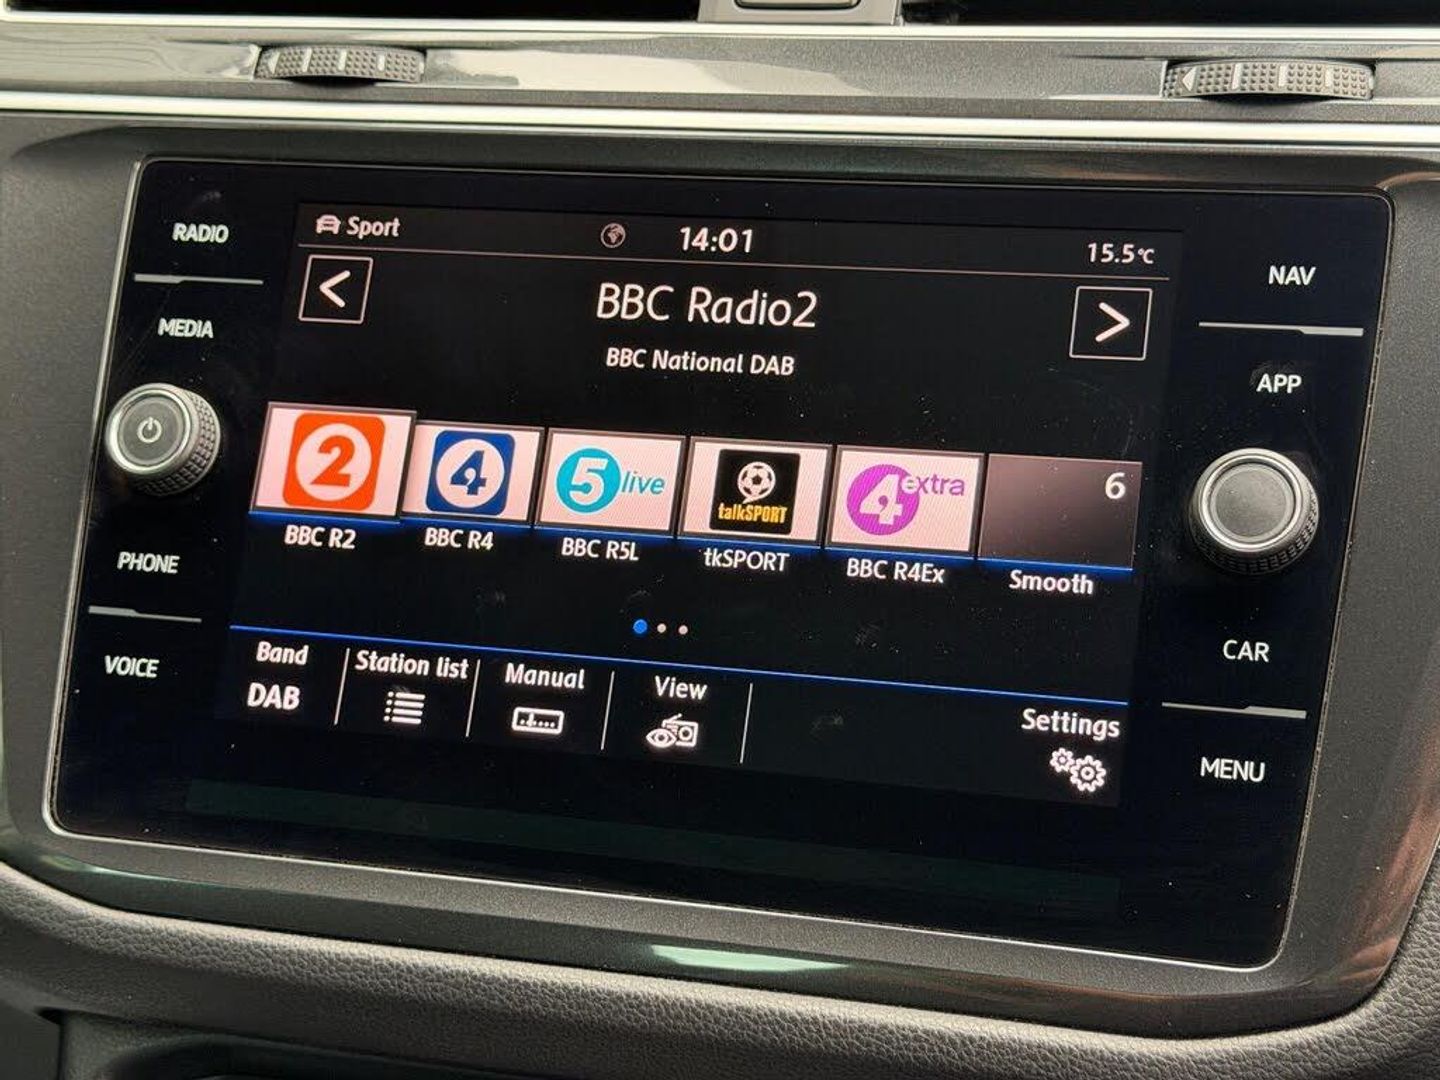 RADIO
MEDIA
PHONE
VOICE
Sport
14:01
15.5°C
<
BBC Radio2
>
BBC National DAB
2
4
5 live
talkSPORT
4 extra
6
BBC R2
BBC R4
BBC R5L
tkSPORT
BBC R4Ex
Smooth
Band
Station list
Manual
View
Settings
DAB
NAV
APP
CAR
MENU